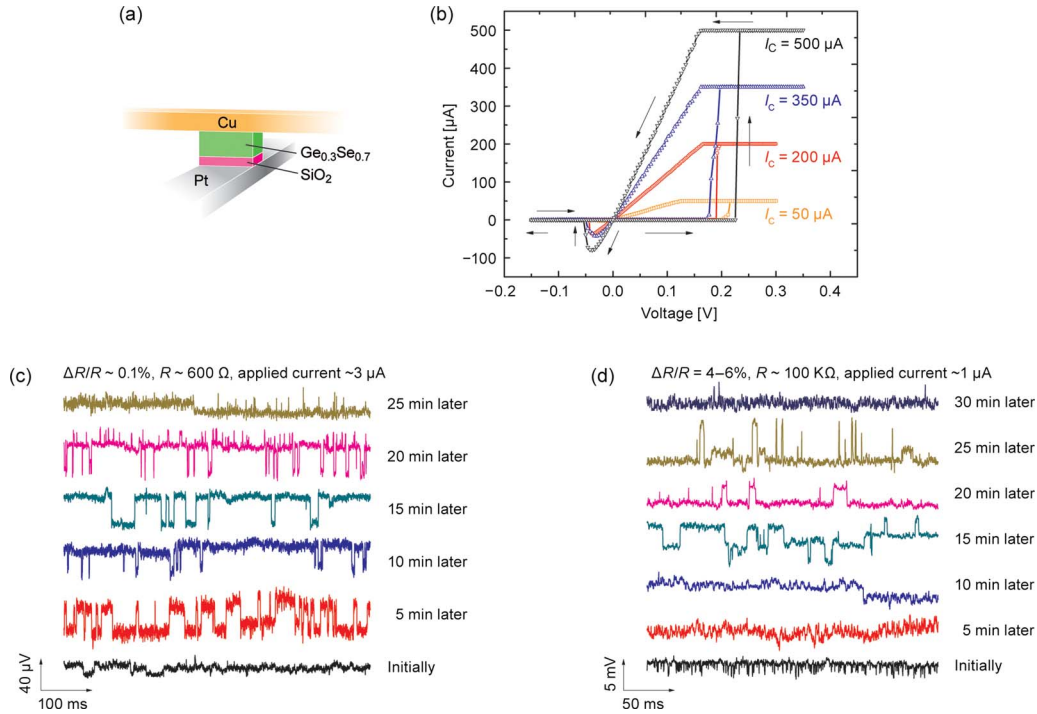 (a)
Cu
Ge0.3Se0.7
SiO2
Pt
(b)
500
400
300
200
100
0
−100
Current [µA]
IC = 500 µA
IC = 350 µA
IC = 200 µA
IC = 50 µA
−0.2
−0.1
0.0
0.1
0.2
0.3
0.4
Voltage [V]
(c)
ΔR/R ~ 0.1%, R ~ 600 Ω, applied current ~3 µA
25 min later
20 min later
15 min later
10 min later
5 min later
Initially
40 µV
100 ms
(d)
ΔR/R = 4–6%, R ~ 100 KΩ, applied current ~1 µA
30 min later
25 min later
20 min later
15 min later
10 min later
5 min later
Initially
5 mV
50 ms